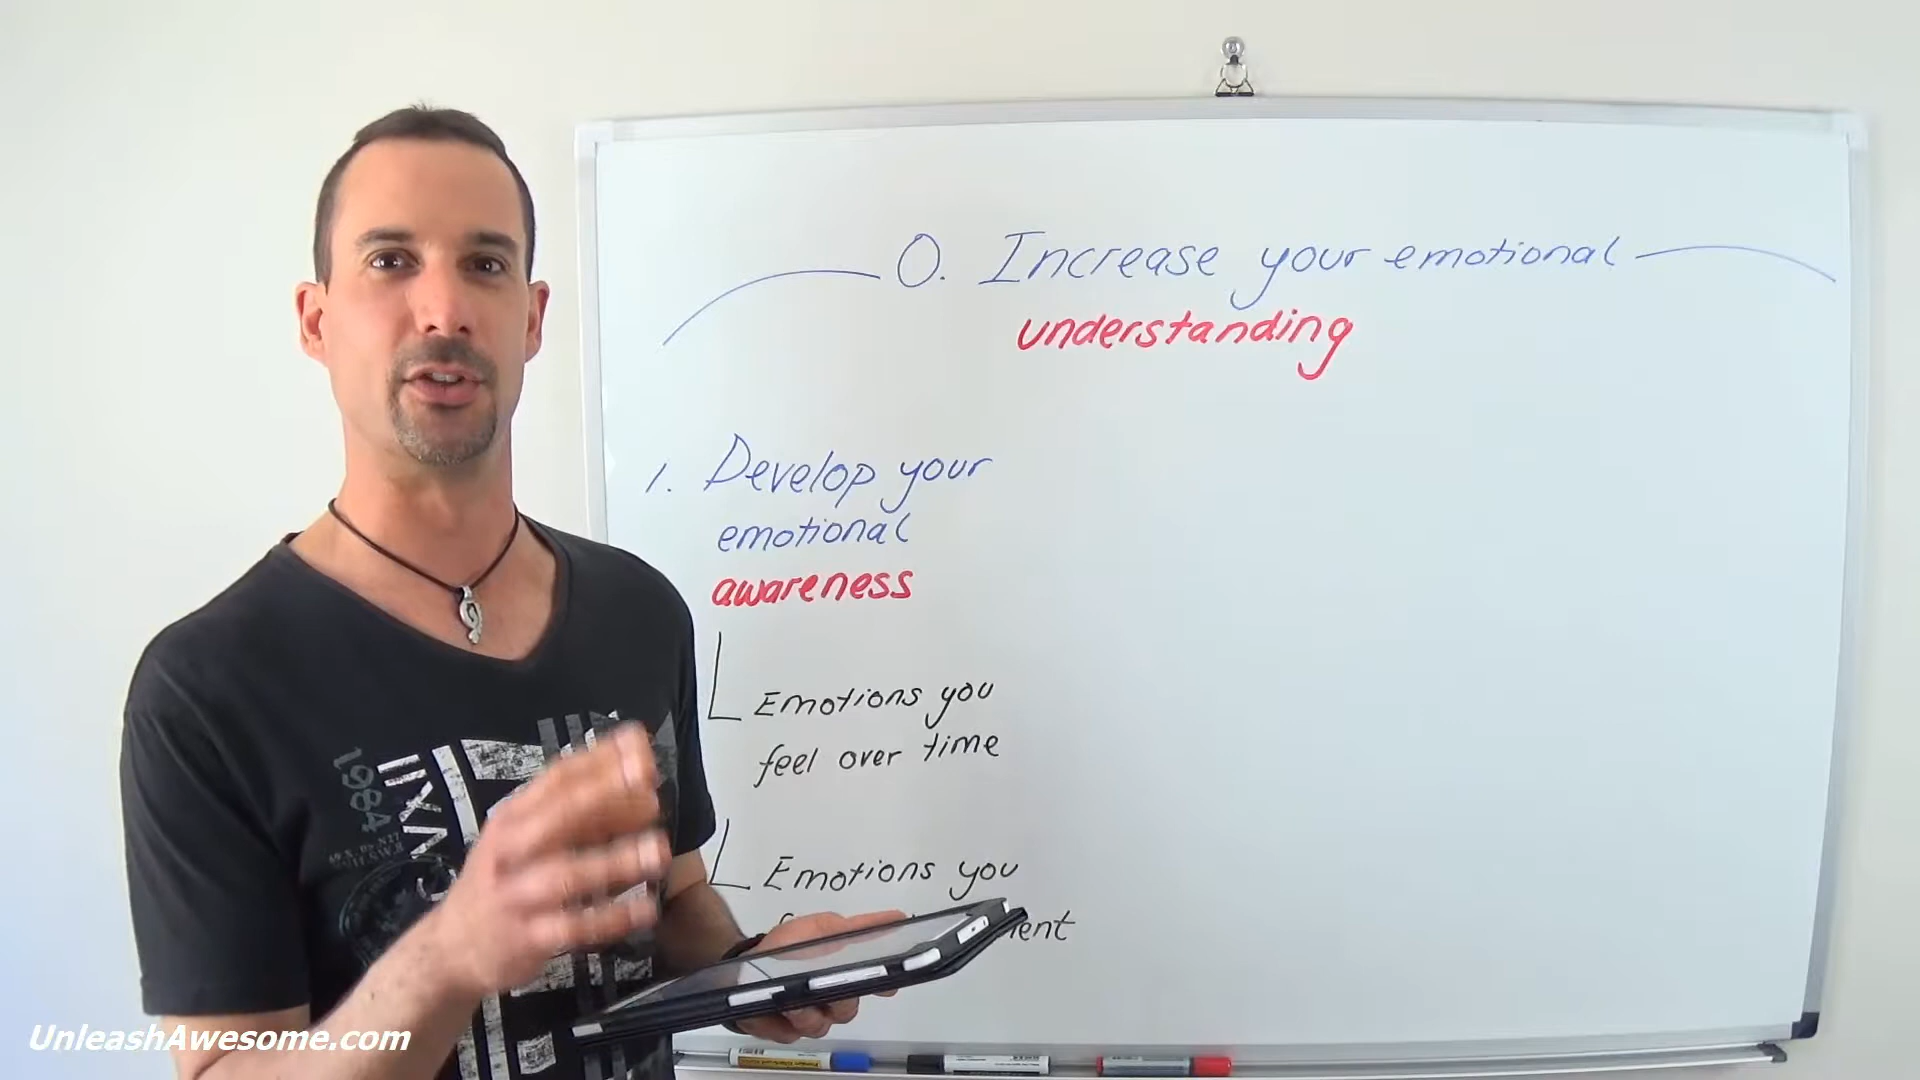 0. Increase your emotional
understanding
1. Develop your
emotional
awareness
Emotions you
feel over time
Emotions you
1984
UnleashAwesome.com